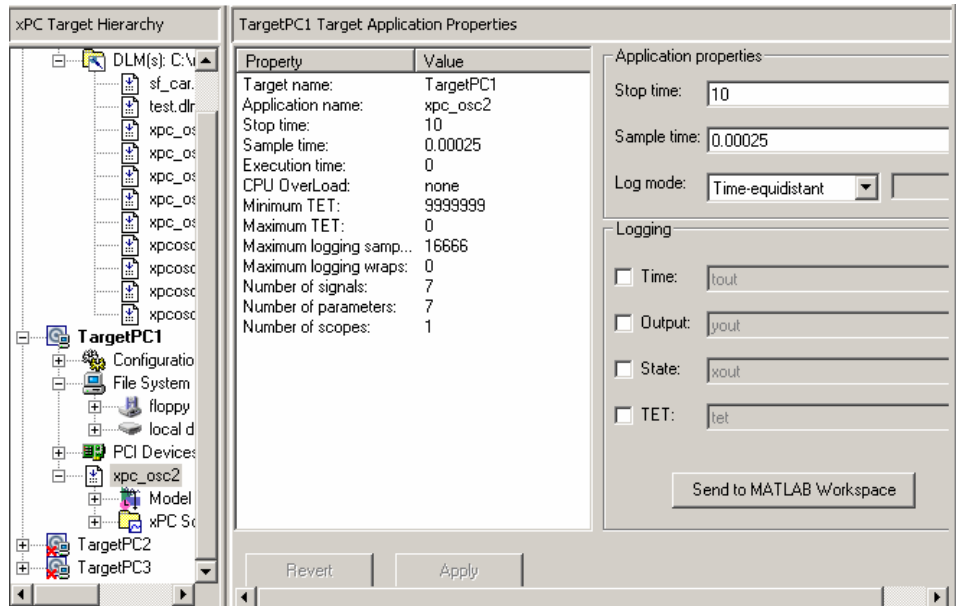 xPC Target Hierarchy
DLM(s): C:\
sf_car.
test.dlr
xpc_os
xpc_os
xpc_os
xpc_os
xpc_os
xpcosc
xpcosc
xpcosc
xpcosc
TargetPC1
Configuratio
File System
floppy
local d
PCI Devices
xpc_osc2
Model
xPC Sc
TargetPC2
TargetPC3
TargetPC1 Target Application Properties
Property Value
Target name: TargetPC1
Application name: xpc_osc2
Stop time: 10
Sample time: 0.00025
Execution time: 0
CPU OverLoad: none
Minimum TET: 9999999
Maximum TET: 0
Maximum logging samp... 16666
Maximum logging wraps: 0
Number of signals: 7
Number of parameters: 7
Number of scopes: 1
Revert Apply
Application properties
Stop time: 10
Sample time: 0.00025
Log mode: Time-equidistant
Logging
Time: tout
Output: yout
State: xout
TET: tet
Send to MATLAB Workspace